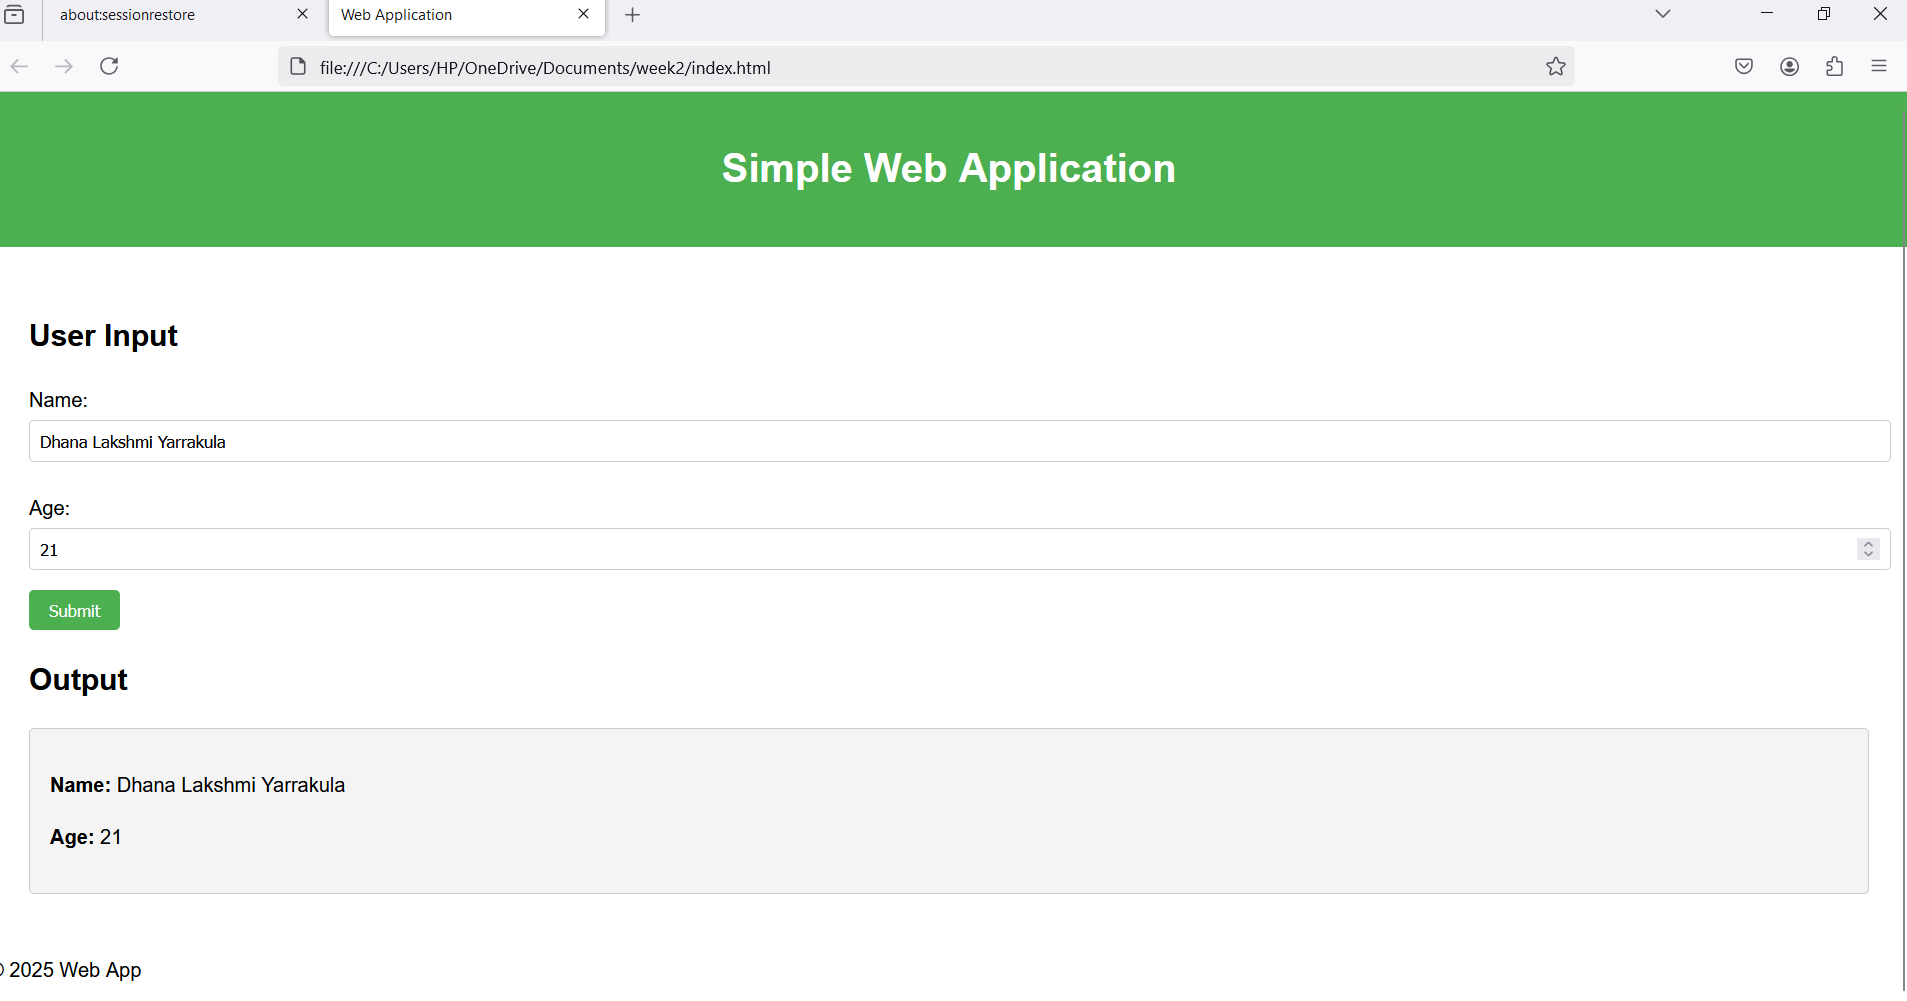 about:sessionrestore
Web Application
file:///C:/Users/HP/OneDrive/Documents/week2/index.html
Simple Web Application
User Input
Name:
Dhana Lakshmi Yarrakula
Age:
21
Submit
Output
Name: Dhana Lakshmi Yarrakula
Age: 21
© 2025 Web App